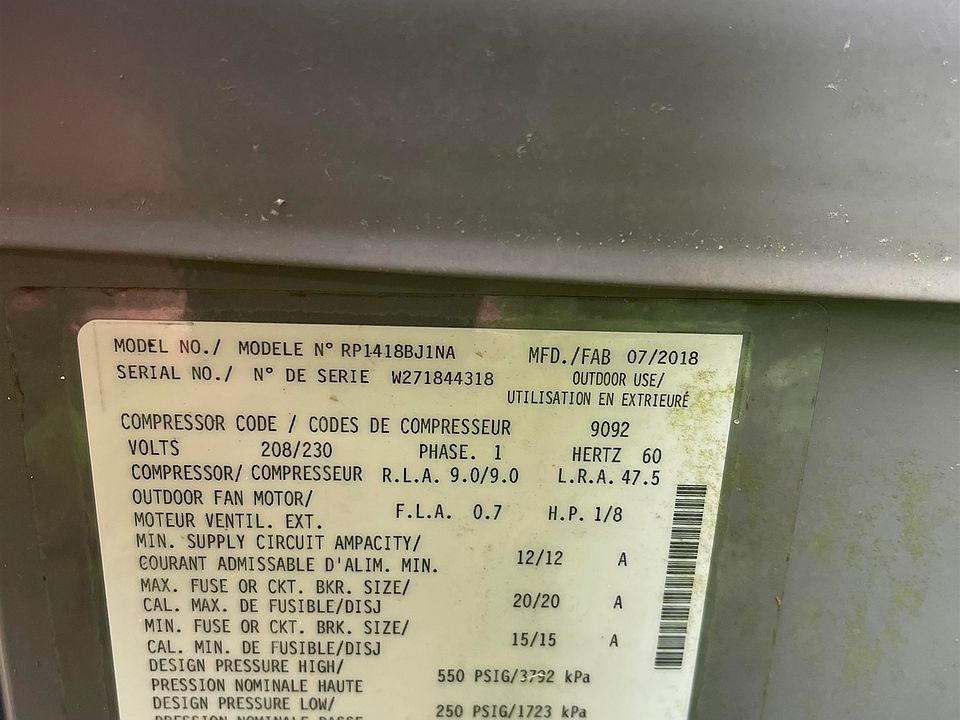 MODEL NO./ MODELE N° RP1418BJ1NA MFD./FAB 07/2018
SERIAL NO./ N° DE SERIE W271844318 OUTDOOR USE/
UTILISATION EN EXTRIEURÉ
COMPRESSOR CODE / CODES DE COMPRESSEUR 9092
VOLTS 208/230 PHASE. 1 HERTZ 60
COMPRESSOR/ COMPRESSEUR R.L.A. 9.0/9.0 L.R.A. 47.5
OUTDOOR FAN MOTOR/
MOTEUR VENTIL. EXT. F.L.A. 0.7 H.P. 1/8
MIN. SUPPLY CIRCUIT AMPACITY/
COURANT ADMISSABLE D'ALIM. MIN. 12/12 A
MAX. FUSE OR CKT. BKR. SIZE/
CAL. MAX. DE FUSIBLE/DISJ 20/20 A
MIN. FUSE OR CKT. BRK. SIZE/
CAL. MIN. DE FUSIBLE/DISJ 15/15 A
DESIGN PRESSURE HIGH/
PRESSION NOMINALE HAUTE 550 PSIG/3792 kPa
DESIGN PRESSURE LOW/
PRESSION NOMINALE BASSE 250 PSIG/1723 kPa